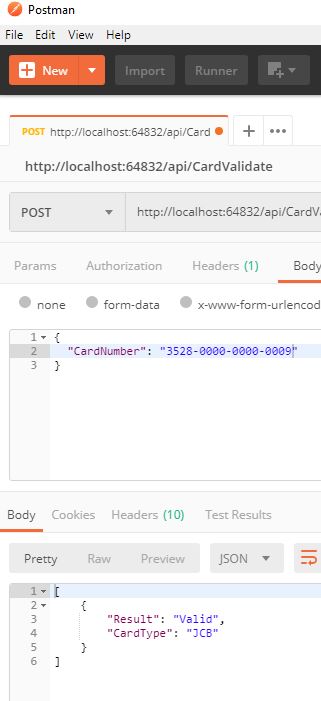 Postman
File Edit View Help
+ New Import Runner
POST http://localhost:64832/api/Card + •••
http://localhost:64832/api/CardValidate
POST http://localhost:64832/api/CardV
Params Authorization Headers (1) Body
none form-data x-www-form-urlencod
1 {
2 "CardNumber": "3528-0000-0000-0009"
3 }
Body Cookies Headers (10) Test Results
Pretty Raw Preview JSON
1 [
2 {
3 "Result": "Valid",
4 "CardType": "JCB"
5 }
6 ]